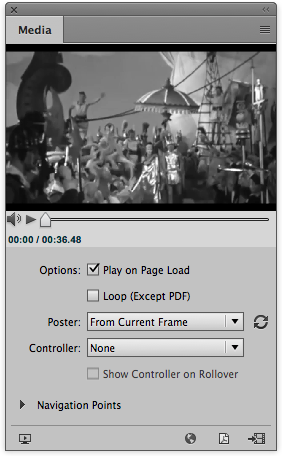 Media
00:00 / 00:36.48
Options: Play on Page Load
Loop (Except PDF)
Poster: From Current Frame
Controller: None
Show Controller on Rollover
Navigation Points